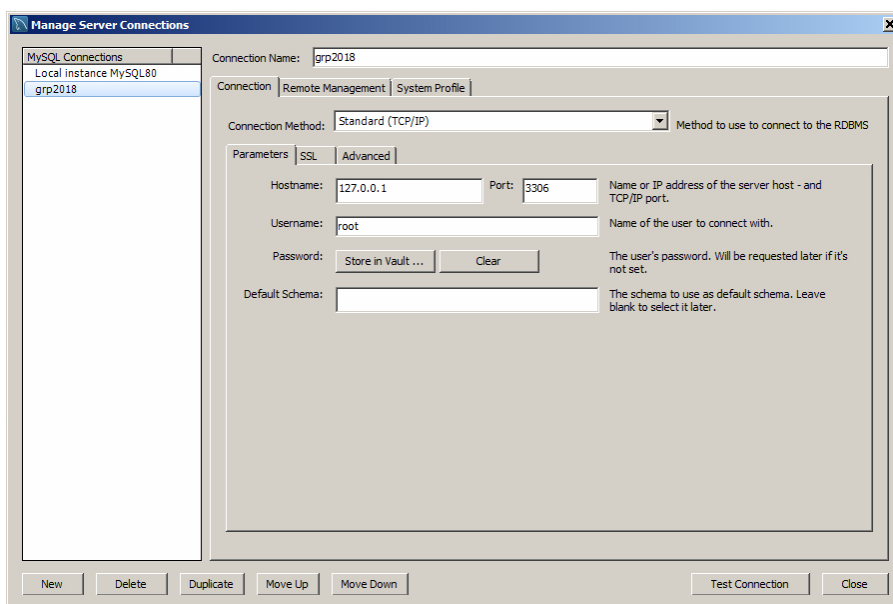 Manage Server Connections
MySQL Connections
Local instance MySQL80
grp2018
Connection Name: grp2018
Connection Remote Management System Profile
Connection Method: Standard (TCP/IP) Method to use to connect to the RDBMS
Parameters SSL Advanced
Hostname: 127.0.0.1 Port: 3306 Name or IP address of the server host - and
TCP/IP port.
Username: root Name of the user to connect with.
Password: Store in Vault ... Clear The user's password. Will be requested later if it's
not set.
Default Schema: The schema to use as default schema. Leave
blank to select it later.
New Delete Duplicate Move Up Move Down Test Connection Close